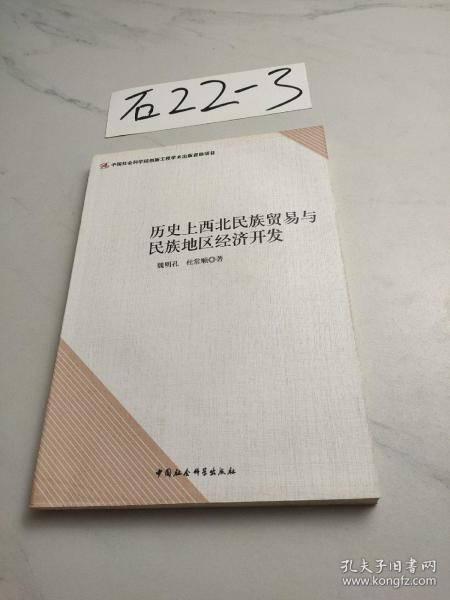 石22-3
中国社会科学院创新工程学术出版资助项目
历史上西北民族贸易与
民族地区经济开发
魏明孔 杜常顺◎著
中国社会科学出版社
孔夫子旧书网
www.kongfz.com